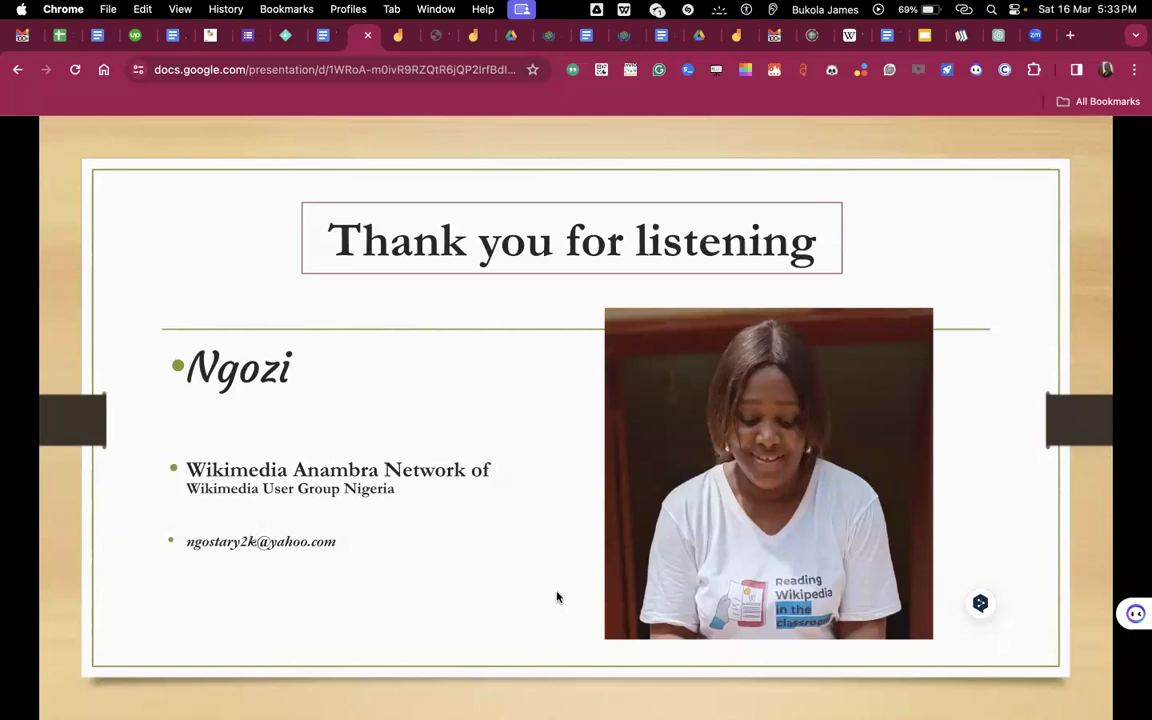 Chrome File Edit View History Bookmarks Profiles Tab Window Help Bukola James 69% Sat 16 Mar 5:33 PM
docs.google.com/presentation/d/1WRoA-m0ivR9RZQtR6jQP2IrfBdI...
All Bookmarks
Thank you for listening
Ngozi
Wikimedia Anambra Network of
Wikimedia User Group Nigeria
ngostary2k@yahoo.com
Reading
Wikipedia
in the
classroom